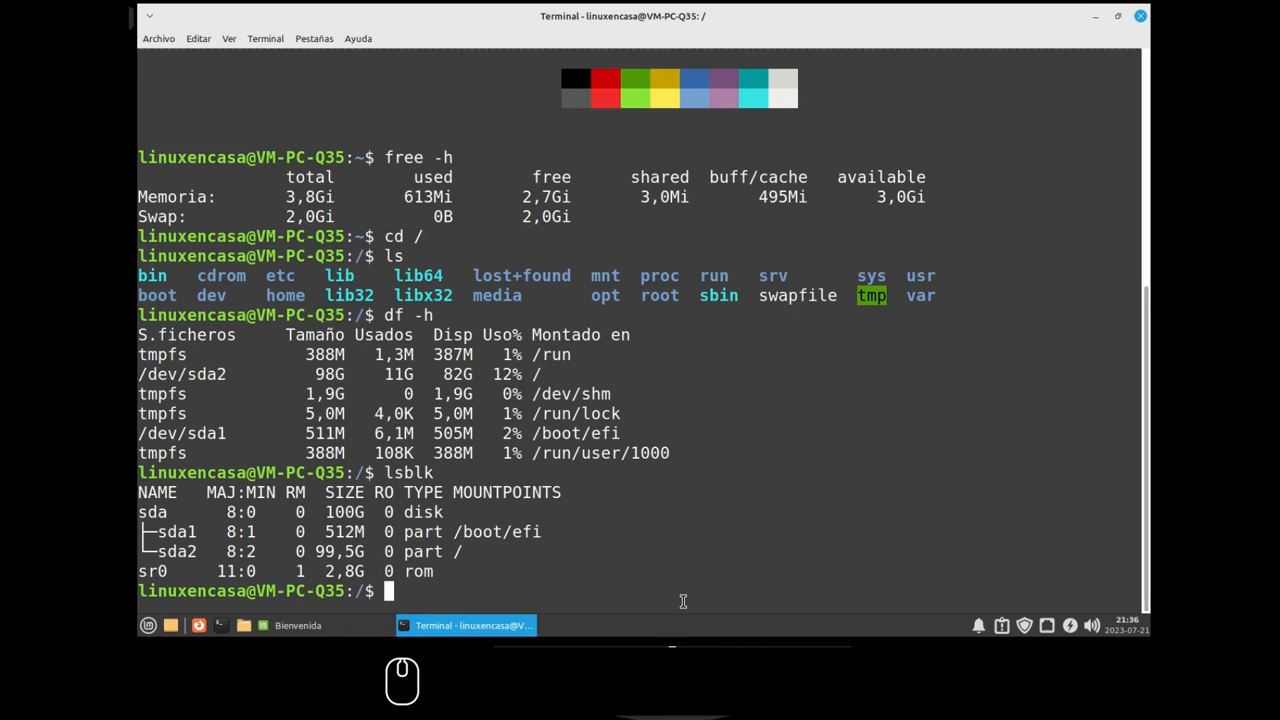 Terminal - linuxencasa@VM-PC-Q35: /
Archivo Editar Ver Terminal Pestañas Ayuda
linuxencasa@VM-PC-Q35:~$ free -h
total used free shared buff/cache available
Memoria: 3,8Gi 613Mi 2,7Gi 3,0Mi 495Mi 3,0Gi
Swap: 2,0Gi 0B 2,0Gi
linuxencasa@VM-PC-Q35:~$ cd /
linuxencasa@VM-PC-Q35:/$ ls
bin cdrom etc lib lib64 lost+found mnt proc run srv sys usr
boot dev home lib32 libx32 media opt root sbin swapfile tmp var
linuxencasa@VM-PC-Q35:/$ df -h
S.ficheros Tamaño Usados Disp Uso% Montado en
tmpfs 388M 1,3M 387M 1% /run
/dev/sda2 98G 11G 82G 12% /
tmpfs 1,9G 0 1,9G 0% /dev/shm
tmpfs 5,0M 4,0K 5,0M 1% /run/lock
/dev/sda1 511M 6,1M 505M 2% /boot/efi
tmpfs 388M 108K 388M 1% /run/user/1000
linuxencasa@VM-PC-Q35:/$ lsblk
NAME MAJ:MIN RM SIZE RO TYPE MOUNTPOINTS
sda 8:0 0 100G 0 disk
├─sda1 8:1 0 512M 0 part /boot/efi
└─sda2 8:2 0 99,5G 0 part /
sr0 11:0 1 2,8G 0 rom
linuxencasa@VM-PC-Q35:/$
Bienvenida Terminal - linuxencasa@V... 21:36
2023-07-21